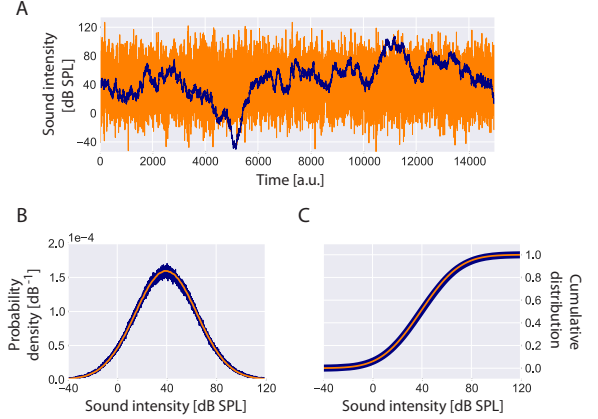 A
Sound intensity
[dB SPL]
120
80
40
0
−40
0
2000
4000
6000
8000
10000
12000
14000
Time [a.u.]
B
1e−4
Probability
density [dB⁻¹]
2.0
1.5
1.0
0.5
0.0
−40
0
40
80
120
Sound intensity [dB SPL]
C
1.0
0.8
0.6
0.4
0.2
0.0
Cumulative
distribution
−40
0
40
80
120
Sound intensity [dB SPL]